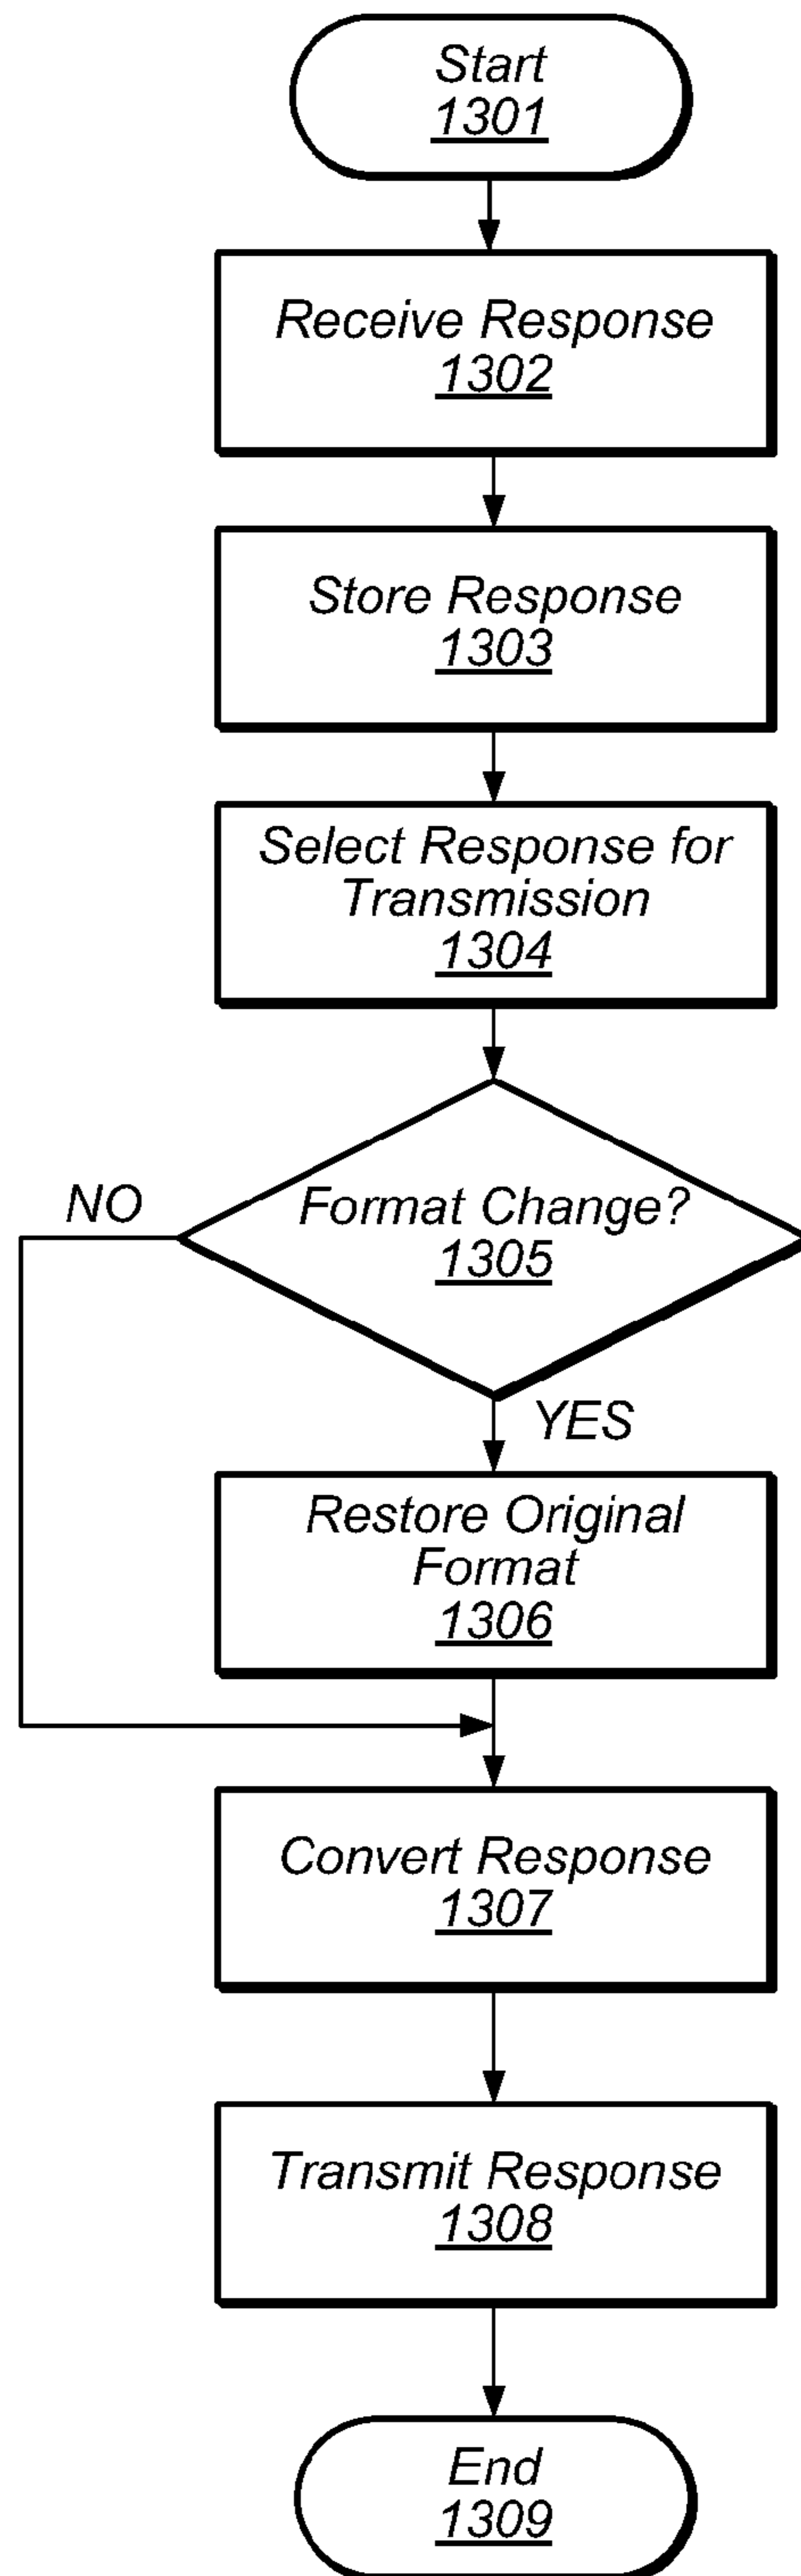 Start
1301
Receive Response
1302
Store Response
1303
Select Response for
Transmission
1304
NO
Format Change?
1305
YES
Restore Original
Format
1306
Convert Response
1307
Transmit Response
1308
End
1309